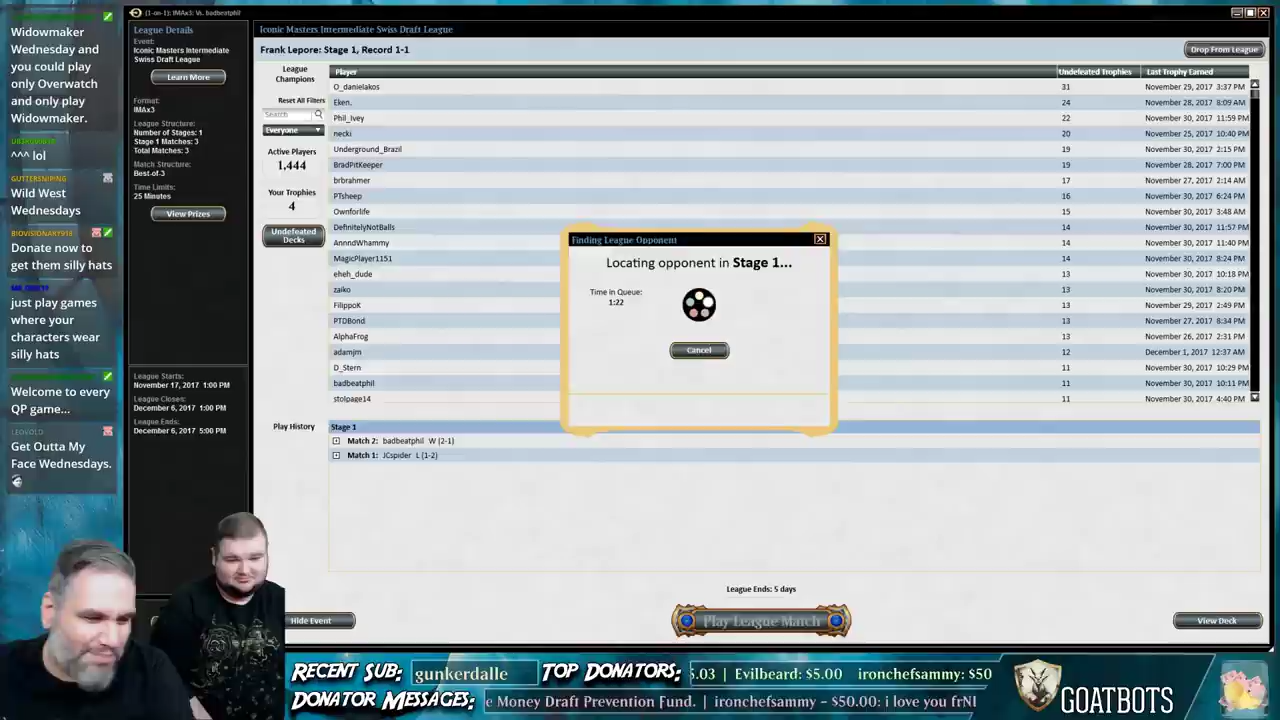 Widowmaker
Wednesday and
you could play
only Overwatch
and only play
Widowmaker.
^^^ lol
GUTTERSNIPING
Wild West
Wednesdays
BIOVISIONARY916
Donate now to
get them silly hats
just play games
where your
characters wear
silly hats
Welcome to every
QP game...
LEOVOLD
Get Outta My
Face Wednesdays.
(1-on-1): IMAx3: Vs. badbeatphil
League Details
Event:
Iconic Masters Intermediate
Swiss Draft League
Learn More
Format:
IMAx3
League Structure:
Number of Stages: 1
Stage 1 Matches: 3
Total Matches: 3
Match Structure:
Best-of-3
Time Limits:
25 Minutes
View Prizes
League Starts:
November 17, 2017 1:00 PM
League Closes:
December 6, 2017 1:00 PM
League Ends:
December 6, 2017 5:00 PM
Iconic Masters Intermediate Swiss Draft League
Frank Lepore: Stage 1, Record 1-1
Drop From League
League
Champions
Reset All Filters
Search
Everyone
Active Players
1,444
Your Trophies
4
Undefeated
Decks
Player Undefeated Trophies Last Trophy Earned
O_danielakos 31 November 29, 2017 3:37 PM
Eken. 24 November 28, 2017 8:09 AM
Phil_Ivey 22 November 30, 2017 11:59 PM
necki 20 November 25, 2017 10:40 PM
Underground_Brazil 19 November 30, 2017 2:15 PM
BradPitKeeper 19 November 28, 2017 7:00 PM
brbrahmer 17 November 27, 2017 2:14 AM
PTsheep 16 November 30, 2017 6:24 PM
Ownforlife 15 November 30, 2017 3:48 AM
DefinitelyNotBalls 14 November 30, 2017 11:57 PM
AnnndWhammy 14 November 30, 2017 11:40 PM
MagicPlayer1151 14 November 30, 2017 8:24 PM
eheh_dude 13 November 30, 2017 10:18 PM
zaiko 13 November 30, 2017 8:20 PM
FilippoK 13 November 29, 2017 2:49 PM
PTDBond 13 November 27, 2017 8:34 PM
AlphaFrog 13 November 26, 2017 2:31 PM
adamjm 12 December 1, 2017 12:37 AM
D_Stern 11 November 30, 2017 10:29 PM
badbeatphil 11 November 30, 2017 10:11 PM
stolpage14 11 November 30, 2017 4:40 PM
Finding League Opponent
Locating opponent in Stage 1...
Time In Queue:
1:22
Cancel
Play History
Stage 1
Match 2: badbeatphil W (2-1)
Match 1: JCspider L (1-2)
League Ends: 5 days
Hide Event
Play League Match
View Deck
RECENT SUB: gunkerdalle TOP DONATORS: 5.03 | Evilbeard: $5.00 ironchefsammy: $50
DONATOR MESSAGES: e Money Draft Prevention Fund. | ironchefsammy - $50.00: i love you frNI
GOATBOTS